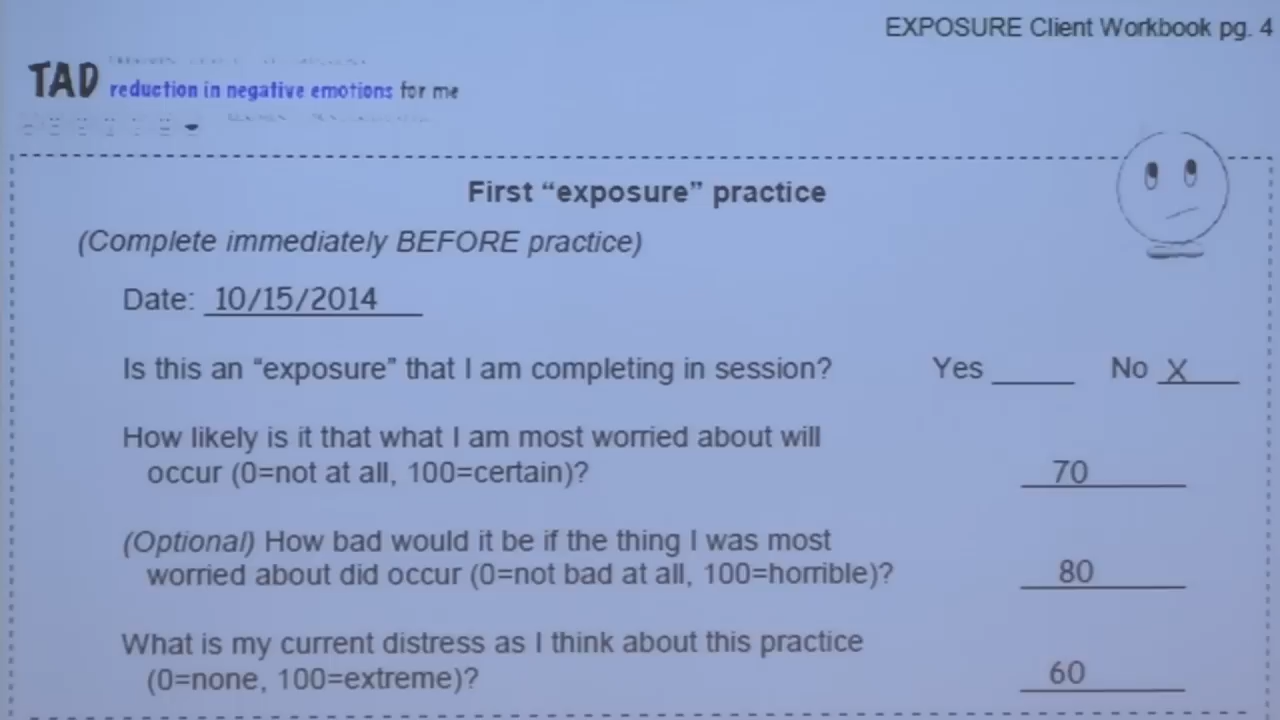 EXPOSURE Client Workbook pg. 4
TAD
reduction in negative emotions for me
First “exposure” practice
(Complete immediately BEFORE practice)
Date: 10/15/2014
Is this an “exposure” that I am completing in session? Yes No X
How likely is it that what I am most worried about will
occur (0=not at all, 100=certain)? 70
(Optional) How bad would it be if the thing I was most
worried about did occur (0=not bad at all, 100=horrible)? 80
What is my current distress as I think about this practice
(0=none, 100=extreme)? 60